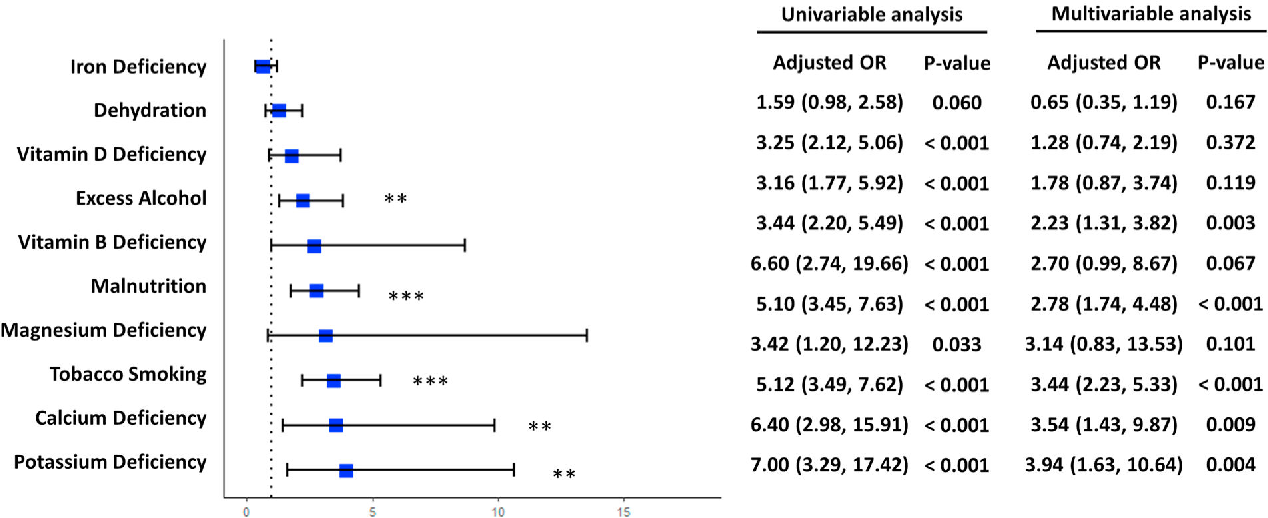 Univariable analysis Multivariable analysis
Adjusted OR P-value Adjusted OR P-value
Iron Deficiency 1.59 (0.98, 2.58) 0.060 0.65 (0.35, 1.19) 0.167
Dehydration 3.25 (2.12, 5.06) < 0.001 1.28 (0.74, 2.19) 0.372
Vitamin D Deficiency 3.16 (1.77, 5.92) < 0.001 1.78 (0.87, 3.74) 0.119
Excess Alcohol ** 3.44 (2.20, 5.49) < 0.001 2.23 (1.31, 3.82) 0.003
Vitamin B Deficiency 6.60 (2.74, 19.66) < 0.001 2.70 (0.99, 8.67) 0.067
Malnutrition *** 5.10 (3.45, 7.63) < 0.001 2.78 (1.74, 4.48) < 0.001
Magnesium Deficiency 3.42 (1.20, 12.23) 0.033 3.14 (0.83, 13.53) 0.101
Tobacco Smoking *** 5.12 (3.49, 7.62) < 0.001 3.44 (2.23, 5.33) < 0.001
Calcium Deficiency ** 6.40 (2.98, 15.91) < 0.001 3.54 (1.43, 9.87) 0.009
Potassium Deficiency ** 7.00 (3.29, 17.42) < 0.001 3.94 (1.63, 10.64) 0.004
0 5 10 15